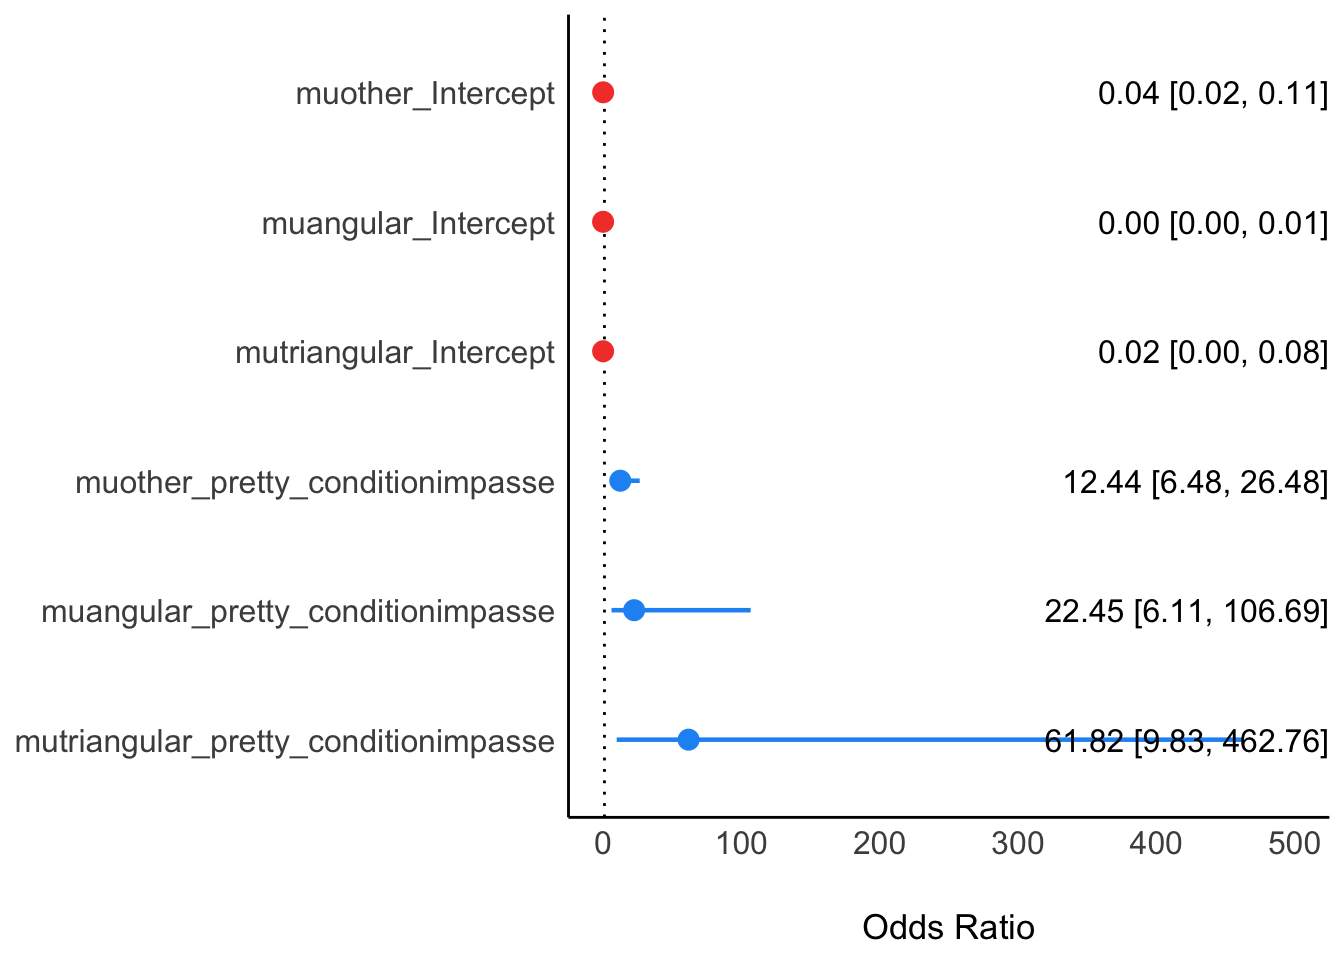 muother_Intercept 0.04 [0.02, 0.11]
muangular_Intercept 0.00 [0.00, 0.01]
mutriangular_Intercept 0.02 [0.00, 0.08]
muother_pretty_conditionimpasse 12.44 [6.48, 26.48]
muangular_pretty_conditionimpasse 22.45 [6.11, 106.69]
mutriangular_pretty_conditionimpasse 61.82 [9.83, 462.76]
0 100 200 300 400 500
Odds Ratio